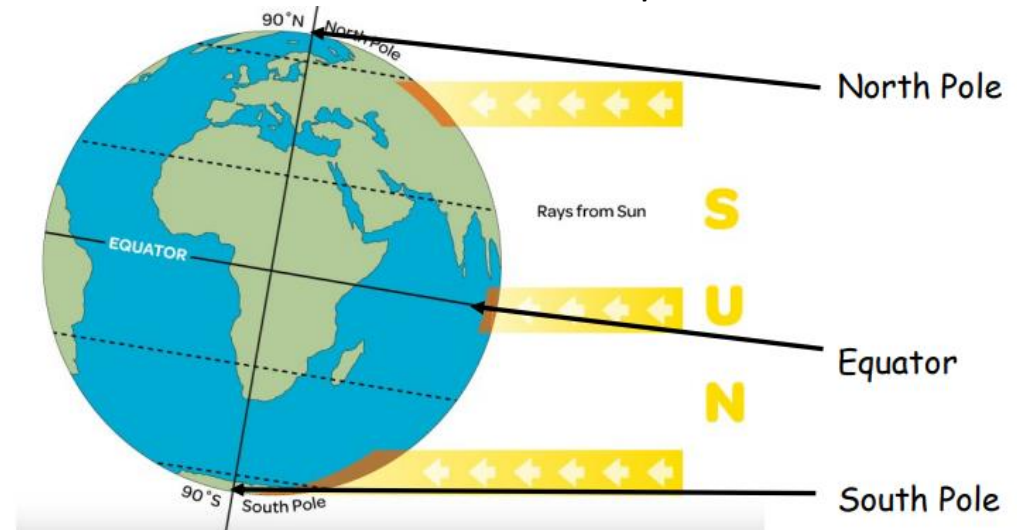 90°N
North Pole
North Pole
Rays from Sun
S
U
N
EQUATOR
Equator
90°S
South Pole
South Pole